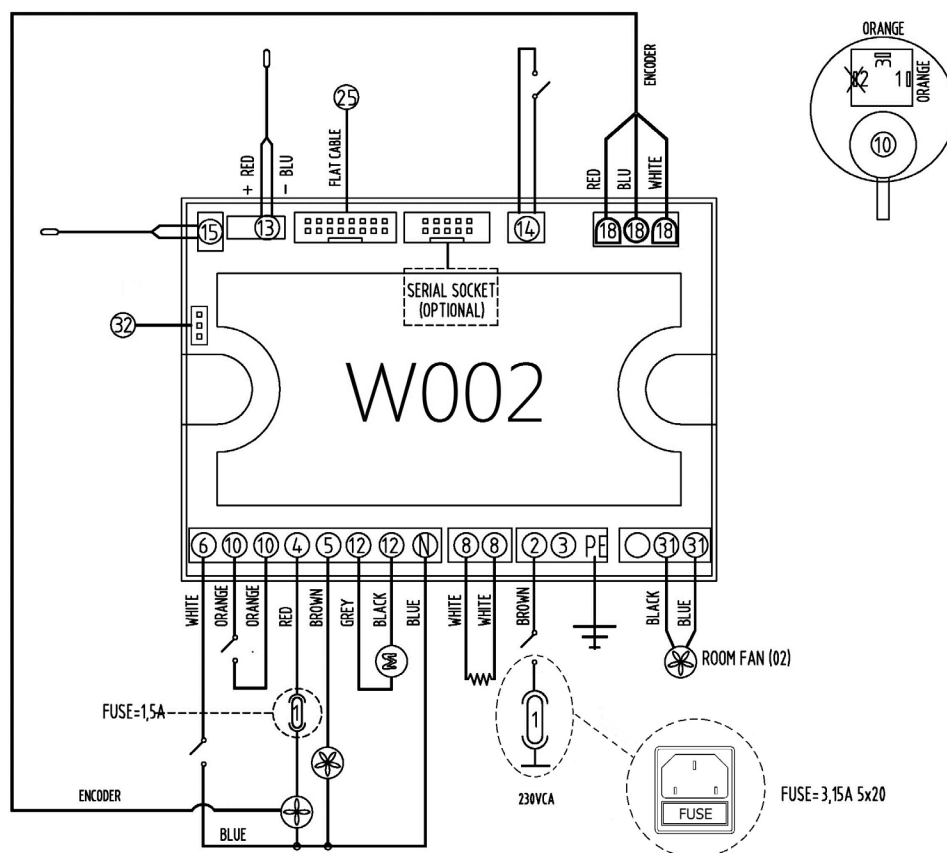 ORANGE
3
2
1
ORANGE
10
ENCODER
25
FLAT CABLE
+ RED
- BLU
RED
BLU
WHITE
15
13
14
18
18
18
SERIAL SOCKET
(OPTIONAL)
32
W002
6
10
10
4
5
12
12
N
8
8
2
3
PE
31
31
WHITE
ORANGE
ORANGE
RED
BROWN
GREY
BLACK
BLUE
WHITE
WHITE
BROWN
BLACK
BLUE
M
ROOM FAN (02)
FUSE=1,5A
1
1
230VCA
FUSE
FUSE=3,15A 5x20
ENCODER
BLUE